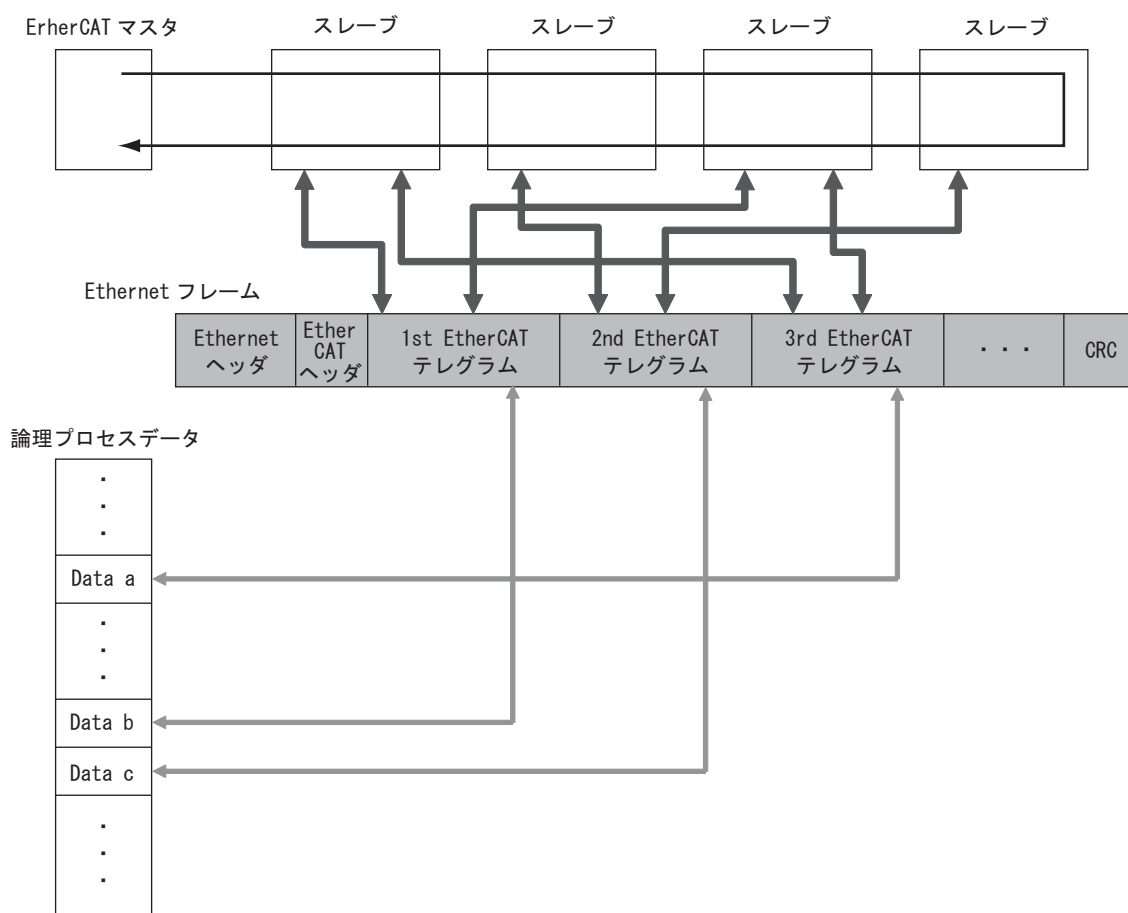 ErherCAT マスタ
スレーブ
スレーブ
スレーブ
スレーブ
Ethernet フレーム
Ethernet
ヘッダ
Ether
CAT
ヘッダ
1st EtherCAT
テレグラム
2nd EtherCAT
テレグラム
3rd EtherCAT
テレグラム
・・・
CRC
論理プロセスデータ
・
・
・
Data a
・
・
・
Data b
Data c
・
・
・